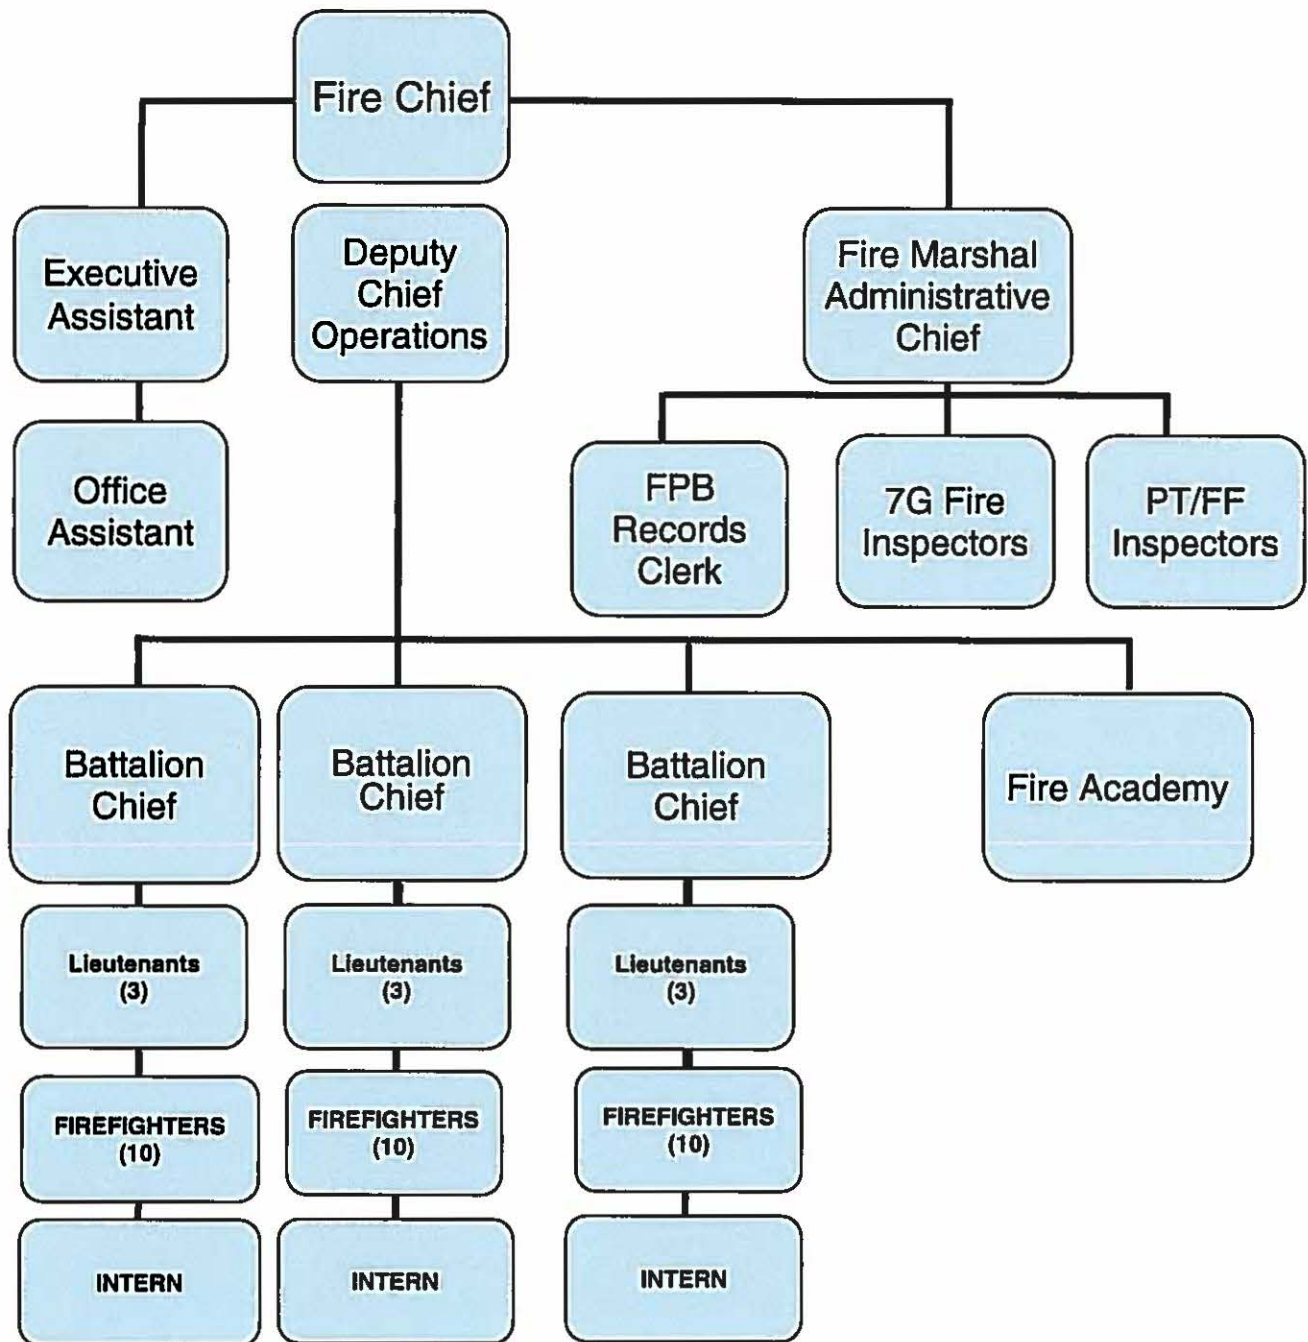 Fire Chief
Executive
Assistant
Deputy
Chief
Operations
Fire Marshal
Administrative
Chief
Office
Assistant
FPB
Records
Clerk
7G Fire
Inspectors
PT/FF
Inspectors
Battalion
Chief
Battalion
Chief
Battalion
Chief
Fire Academy
Lieutenants
(3)
Lieutenants
(3)
Lieutenants
(3)
FIREFIGHTERS
(10)
FIREFIGHTERS
(10)
FIREFIGHTERS
(10)
INTERN
INTERN
INTERN